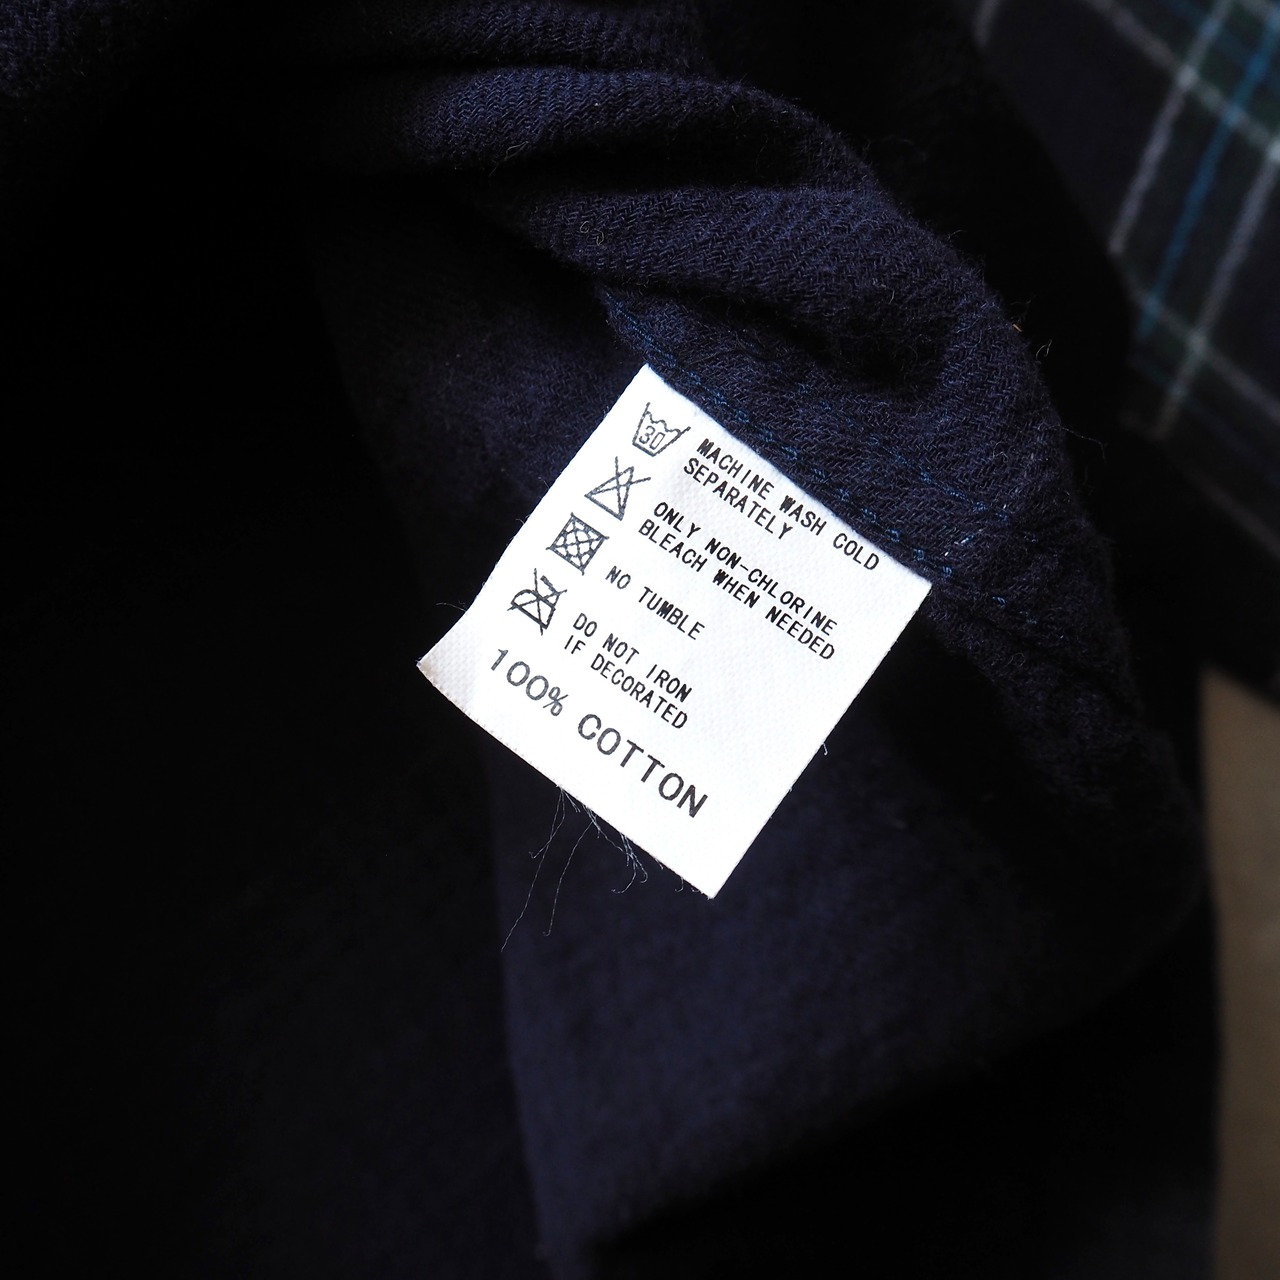 30
MACHINE WASH COLD
SEPARATELY
ONLY NON-CHLORINE
BLEACH WHEN NEEDED
NO TUMBLE
DO NOT IRON
IF DECORATED
100% COTTON